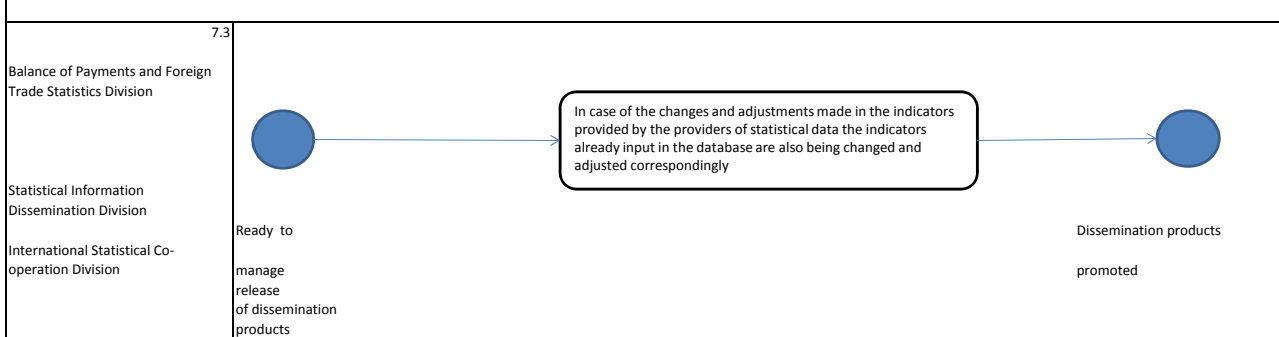 7.3
Balance of Payments and Foreign
Trade Statistics Division
Statistical Information
Dissemination Division
International Statistical Co-
operation Division
In case of the changes and adjustments made in the indicators
provided by the providers of statistical data the indicators
already input in the database are also being changed and
adjusted correspondingly
Ready to
manage
release
of dissemination
products
Dissemination products
promoted